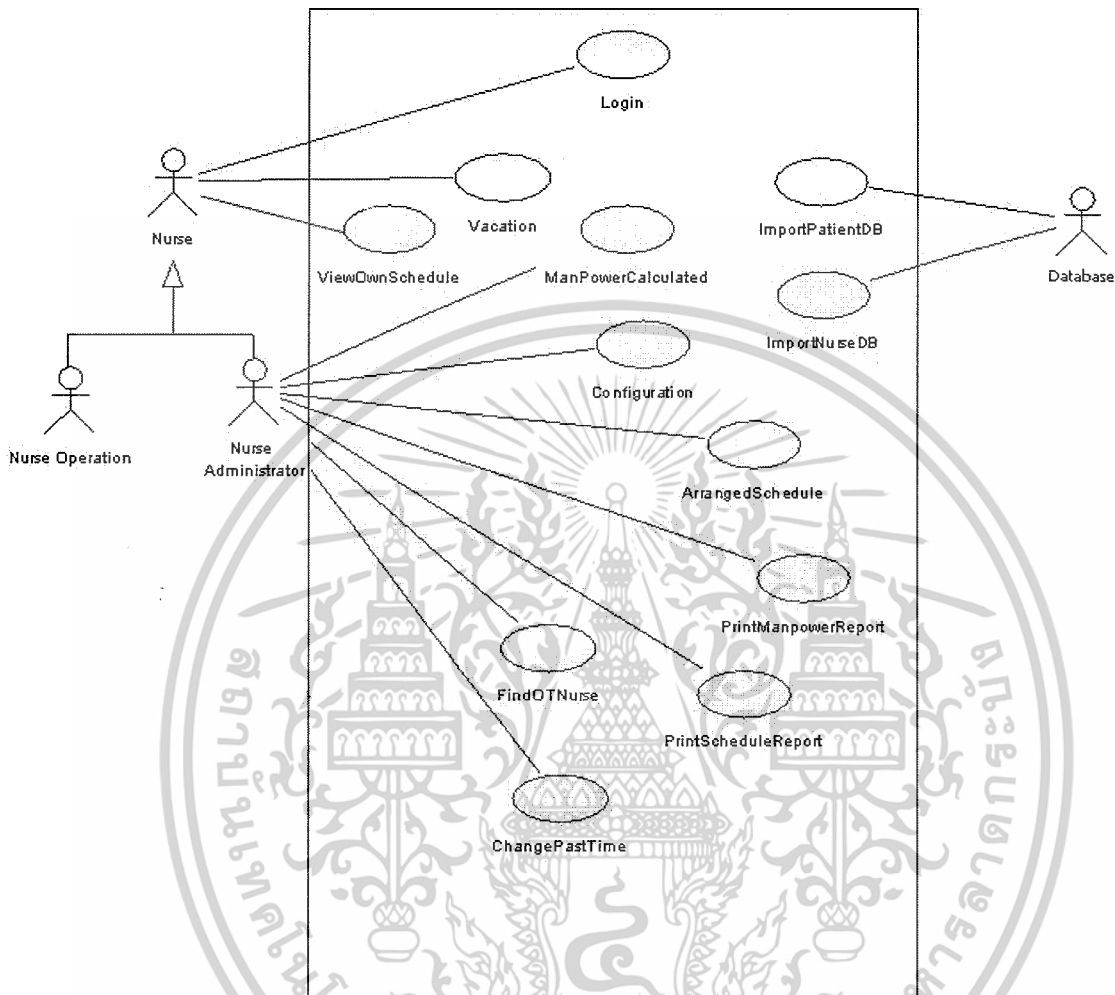 Login
Nurse
Vacation
ViewOwnSchedule
ManPowerCalculated
ImportPatientDB
Database
ImportNurseDB
Configuration
Nurse Operation
Nurse
Administrator
ArrangedSchedule
PrintManpowerReport
FindOTNurse
PrintScheduleReport
ChangePastTime